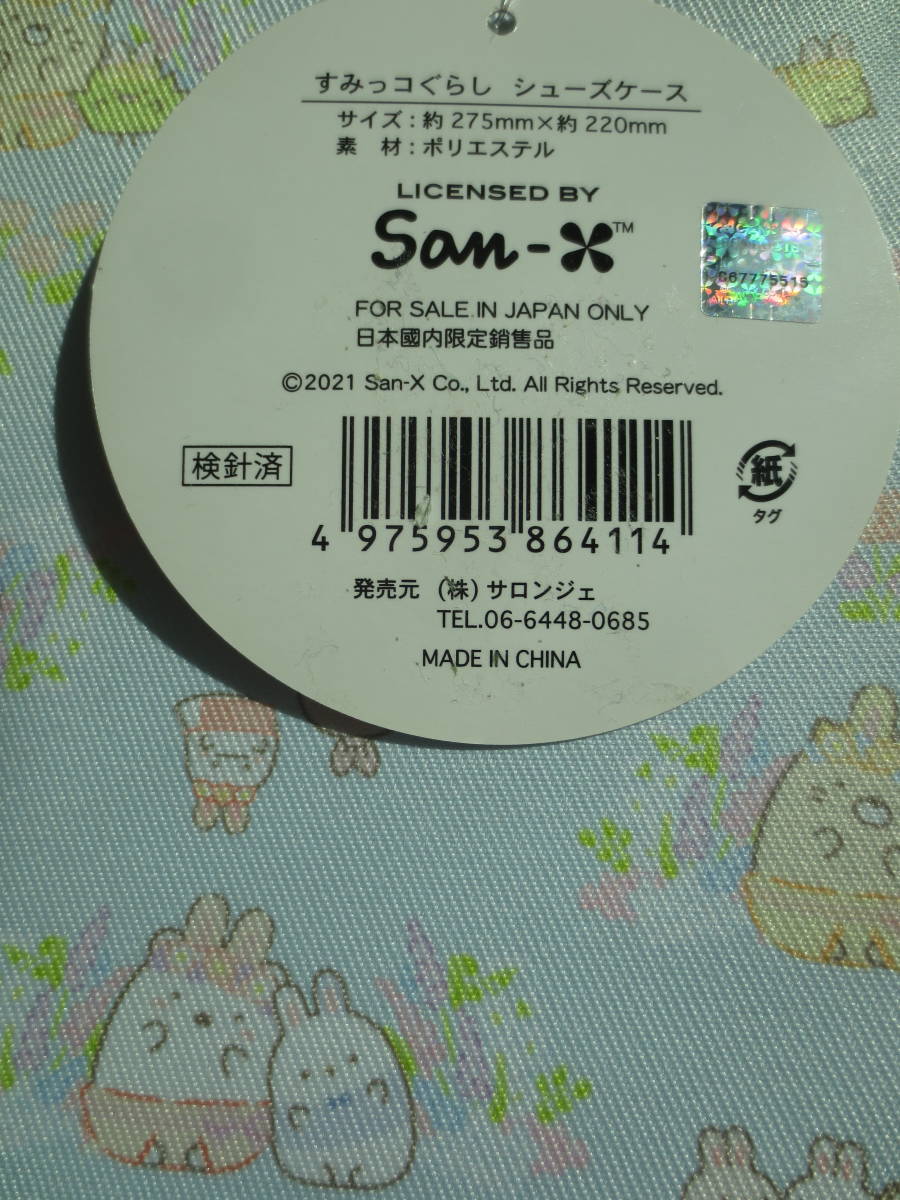 すみっコぐらし シューズケース
サイズ：約 275mm×約 220mm
素 材：ポリエステル
LICENSED BY
San-X™
FOR SALE IN JAPAN ONLY
日本國内限定銷售品
©2021 San-X Co., Ltd. All Rights Reserved.
検針済
紙
タグ
4 975953 864114
発売元 (株) サロンジェ
TEL.06-6448-0685
MADE IN CHINA